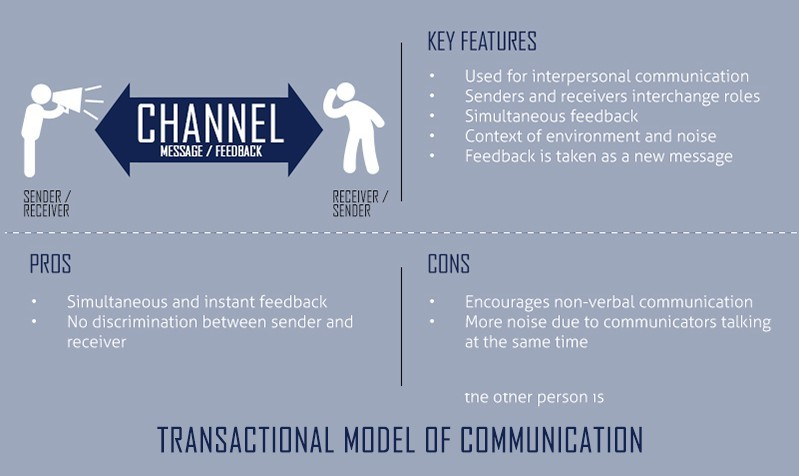 CHANNEL
MESSAGE / FEEDBACK
SENDER /
RECEIVER
RECEIVER /
SENDER
KEY FEATURES
• Used for interpersonal communication
• Senders and receivers interchange roles
• Simultaneous feedback
• Context of environment and noise
• Feedback is taken as a new message
PROS
• Simultaneous and instant feedback
• No discrimination between sender and
receiver
CONS
• Encourages non-verbal communication
• More noise due to communicators talking
at the same time
the other person is
TRANSACTIONAL MODEL OF COMMUNICATION